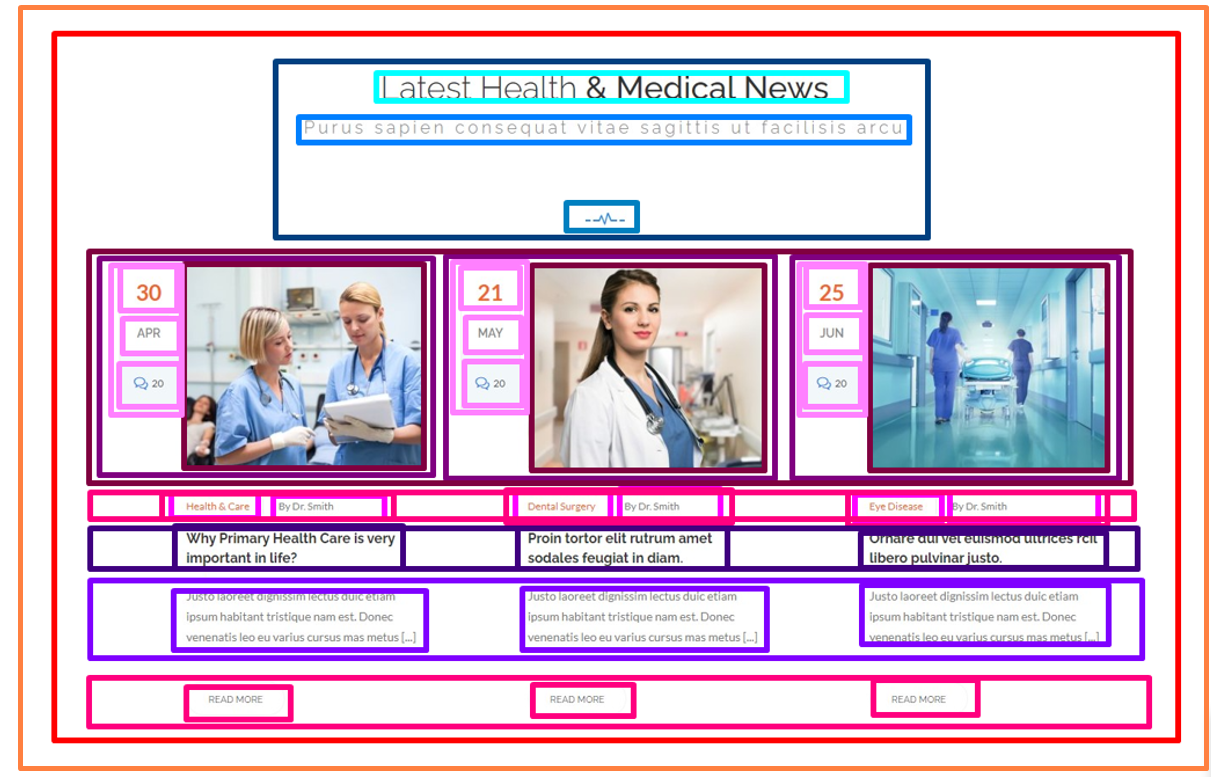 Latest Health & Medical News
Purus sapien consequat vitae sagittis ut facilisis arcu
30
APR
20
21
MAY
20
25
JUN
20
Health & Care By Dr. Smith
Why Primary Health Care is very
important in life?
Justo laoreet dignissim lectus duic etiam
ipsum habitant tristique nam est. Donec
venenatis leo eu varius cursus mas metus [...]
READ MORE
Dental Surgery By Dr. Smith
Proin tortor elit rutrum amet
sodales feugiat in diam.
Justo laoreet dignissim lectus duic etiam
ipsum habitant tristique nam est. Donec
venenatis leo eu varius cursus mas metus [...]
READ MORE
Eye Disease By Dr. Smith
Ornare dui vel euismod ultrices rcil
libero pulvinar justo.
Justo laoreet dignissim lectus duic etiam
ipsum habitant tristique nam est. Donec
venenatis leo eu varius cursus mas metus [...]
READ MORE